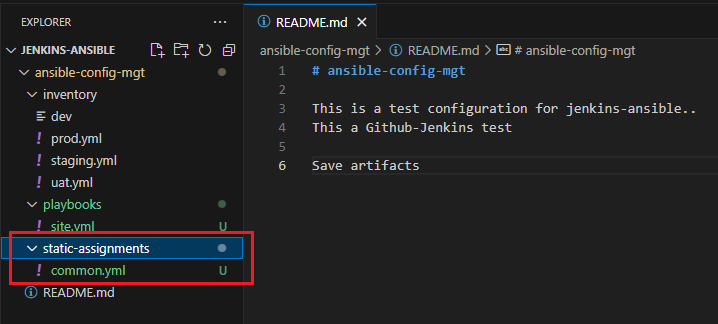 EXPLORER
···
JENKINS-ANSIBLE
ansible-config-mgt
inventory
dev
prod.yml
staging.yml
uat.yml
playbooks
site.yml U
static-assignments
common.yml U
README.md
README.md
ansible-config-mgt > README.md > # ansible-config-mgt
1 # ansible-config-mgt
2
3 This is a test configuration for jenkins-ansible..
4 This a Github-Jenkins test
5
6 Save artifacts